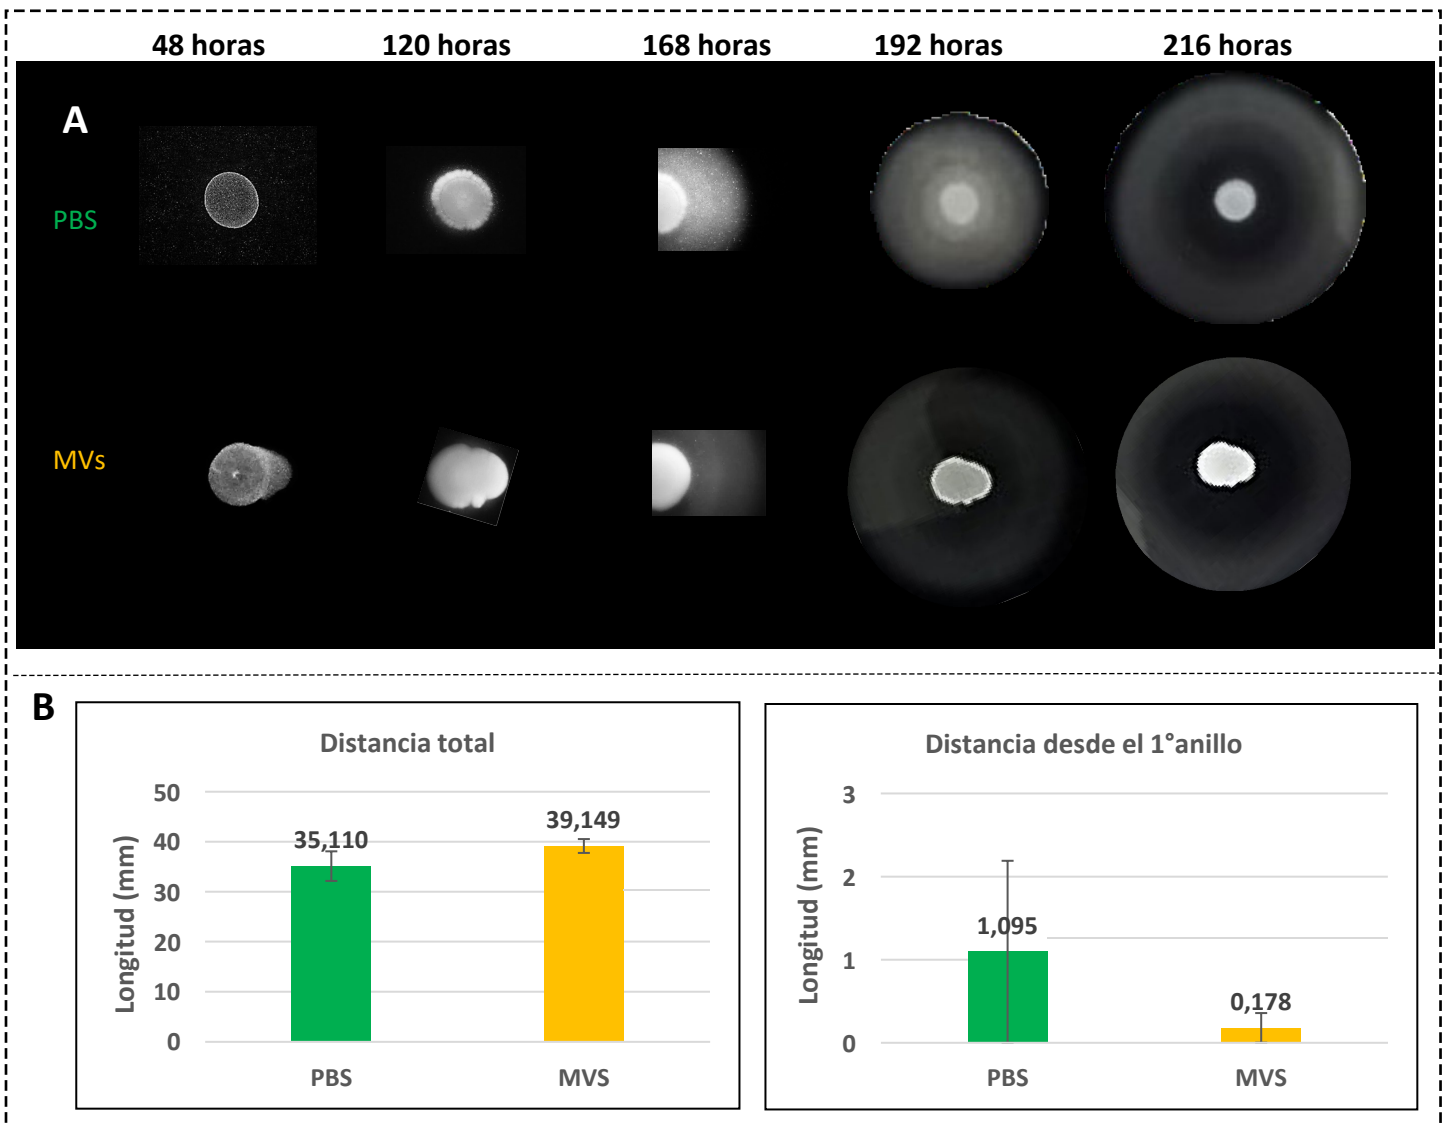 48 horas 120 horas 168 horas 192 horas 216 horas
A
PBS
MVs
B
Distancia total
Longitud (mm)
50
40
30
20
10
0
35,110
39,149
PBS MVS
Distancia desde el 1°anillo
Longitud (mm)
3
2
1
0
1,095
0,178
PBS MVS